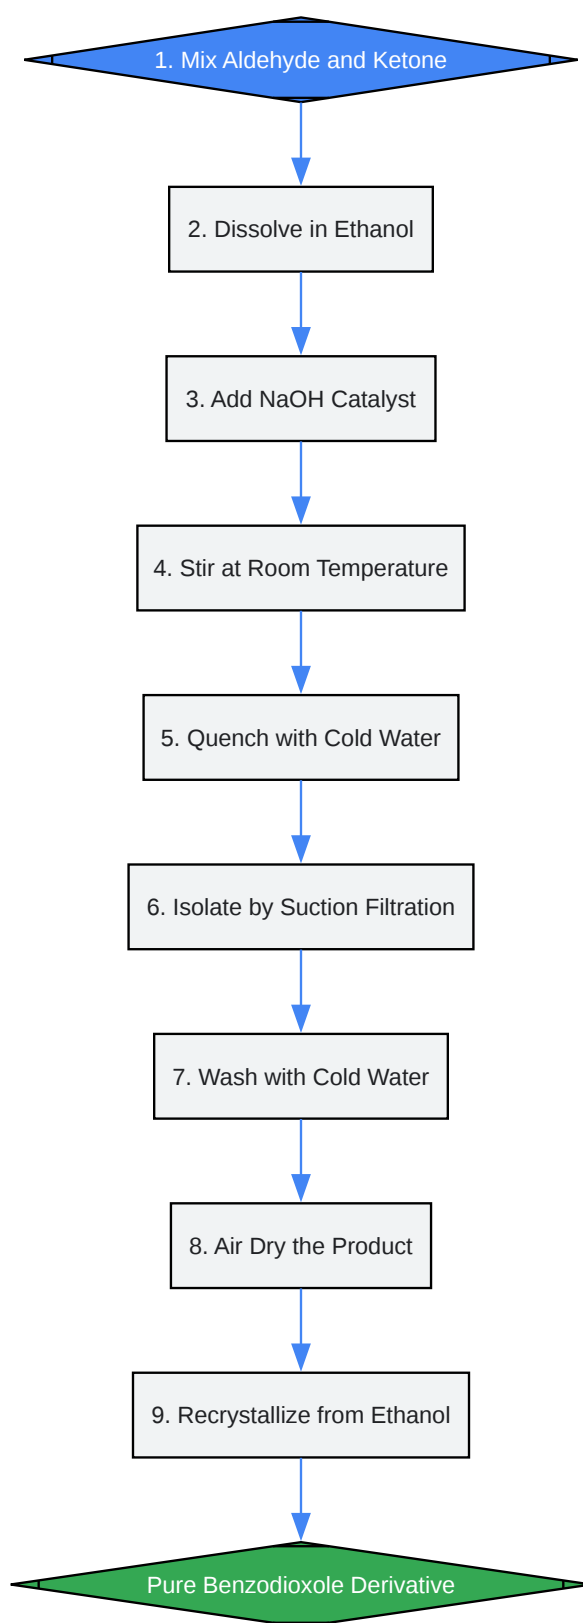 1. Mix Aldehyde and Ketone
2. Dissolve in Ethanol
3. Add NaOH Catalyst
4. Stir at Room Temperature
5. Quench with Cold Water
6. Isolate by Suction Filtration
7. Wash with Cold Water
8. Air Dry the Product
9. Recrystallize from Ethanol
Pure Benzodioxole Derivative